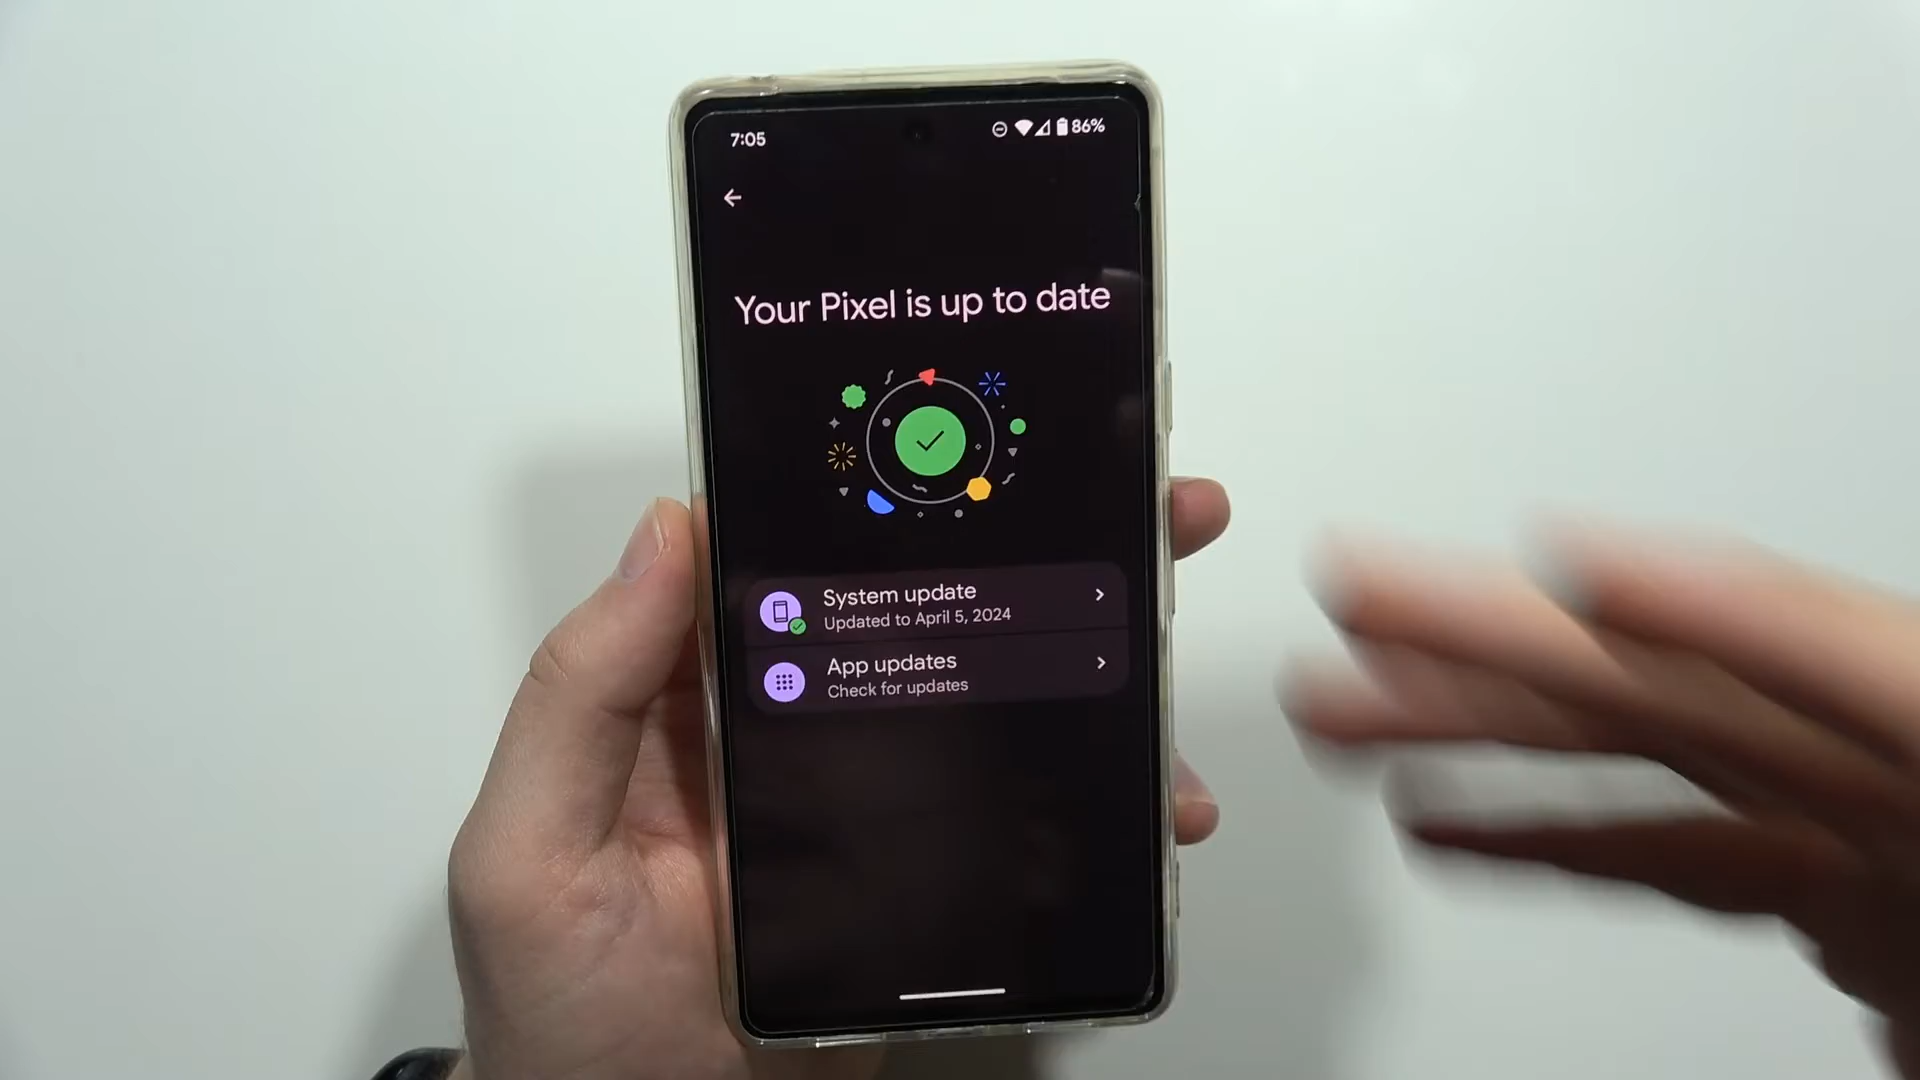 7:05
86%
Your Pixel is up to date
System update
Updated to April 5, 2024
App updates
Check for updates